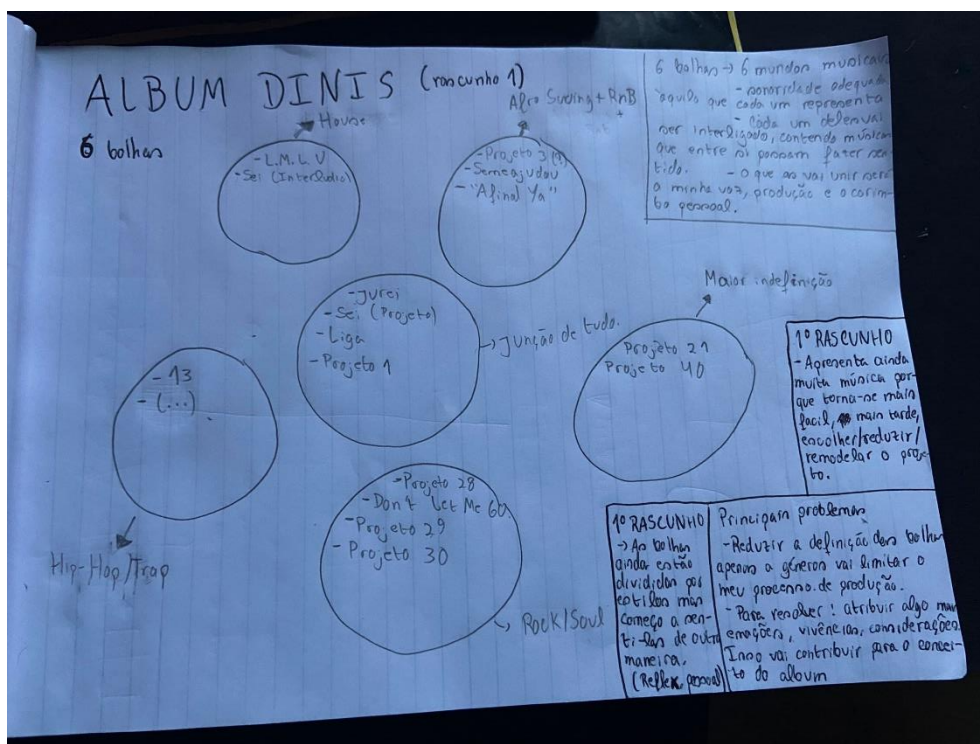 ALBUM DINIS (rascunho 1)
6 bolhas
House
- L.M.L.V
- Sei (Interlúdio)
Afro Swing + RnB
+
- Projeto 3 (?)
- Semeajudou
- "Afinal Ya"
6 bolhas → 6 mundos musicais
- sonoridade adequada
àquilo que cada um representa
- Cada um deles vai
ser interligado, contendo músicas
que entre si possam fazer sen-
tido. - O que as vai unir será
a minha voz, produção e o carim-
bo pessoal.
- Jurei
- Sei (Projeto)
- Liga
- Projeto 1
→ Junção de tudo.
Maior indefinição
Projeto 21
Projeto 40
- 13
- (...)
Hip-Hop/Trap
- Projeto 28
- Don't Let Me Go
- Projeto 29
- Projeto 30
Rock/Soul
1º RASCUNHO
- Apresenta ainda
muita música por-
que torna-se mais
facil, mais tarde,
escolher/reduzir/
remodelar o proje-
to.
1º RASCUNHO
→ As bolhas
ainda estão
divididas por
estilos mas
começo a sen-
ti-las de outra
maneira.
(Reflex. pessoal)
Principais problemas
- Reduzir a definição das bolhas
apenas a géneros vai limitar o
meu processo de produção.
- Para resolver: atribuir algo mais
emoções, vivências, considerações.
Isso vai contribuir para o concei-
to do album